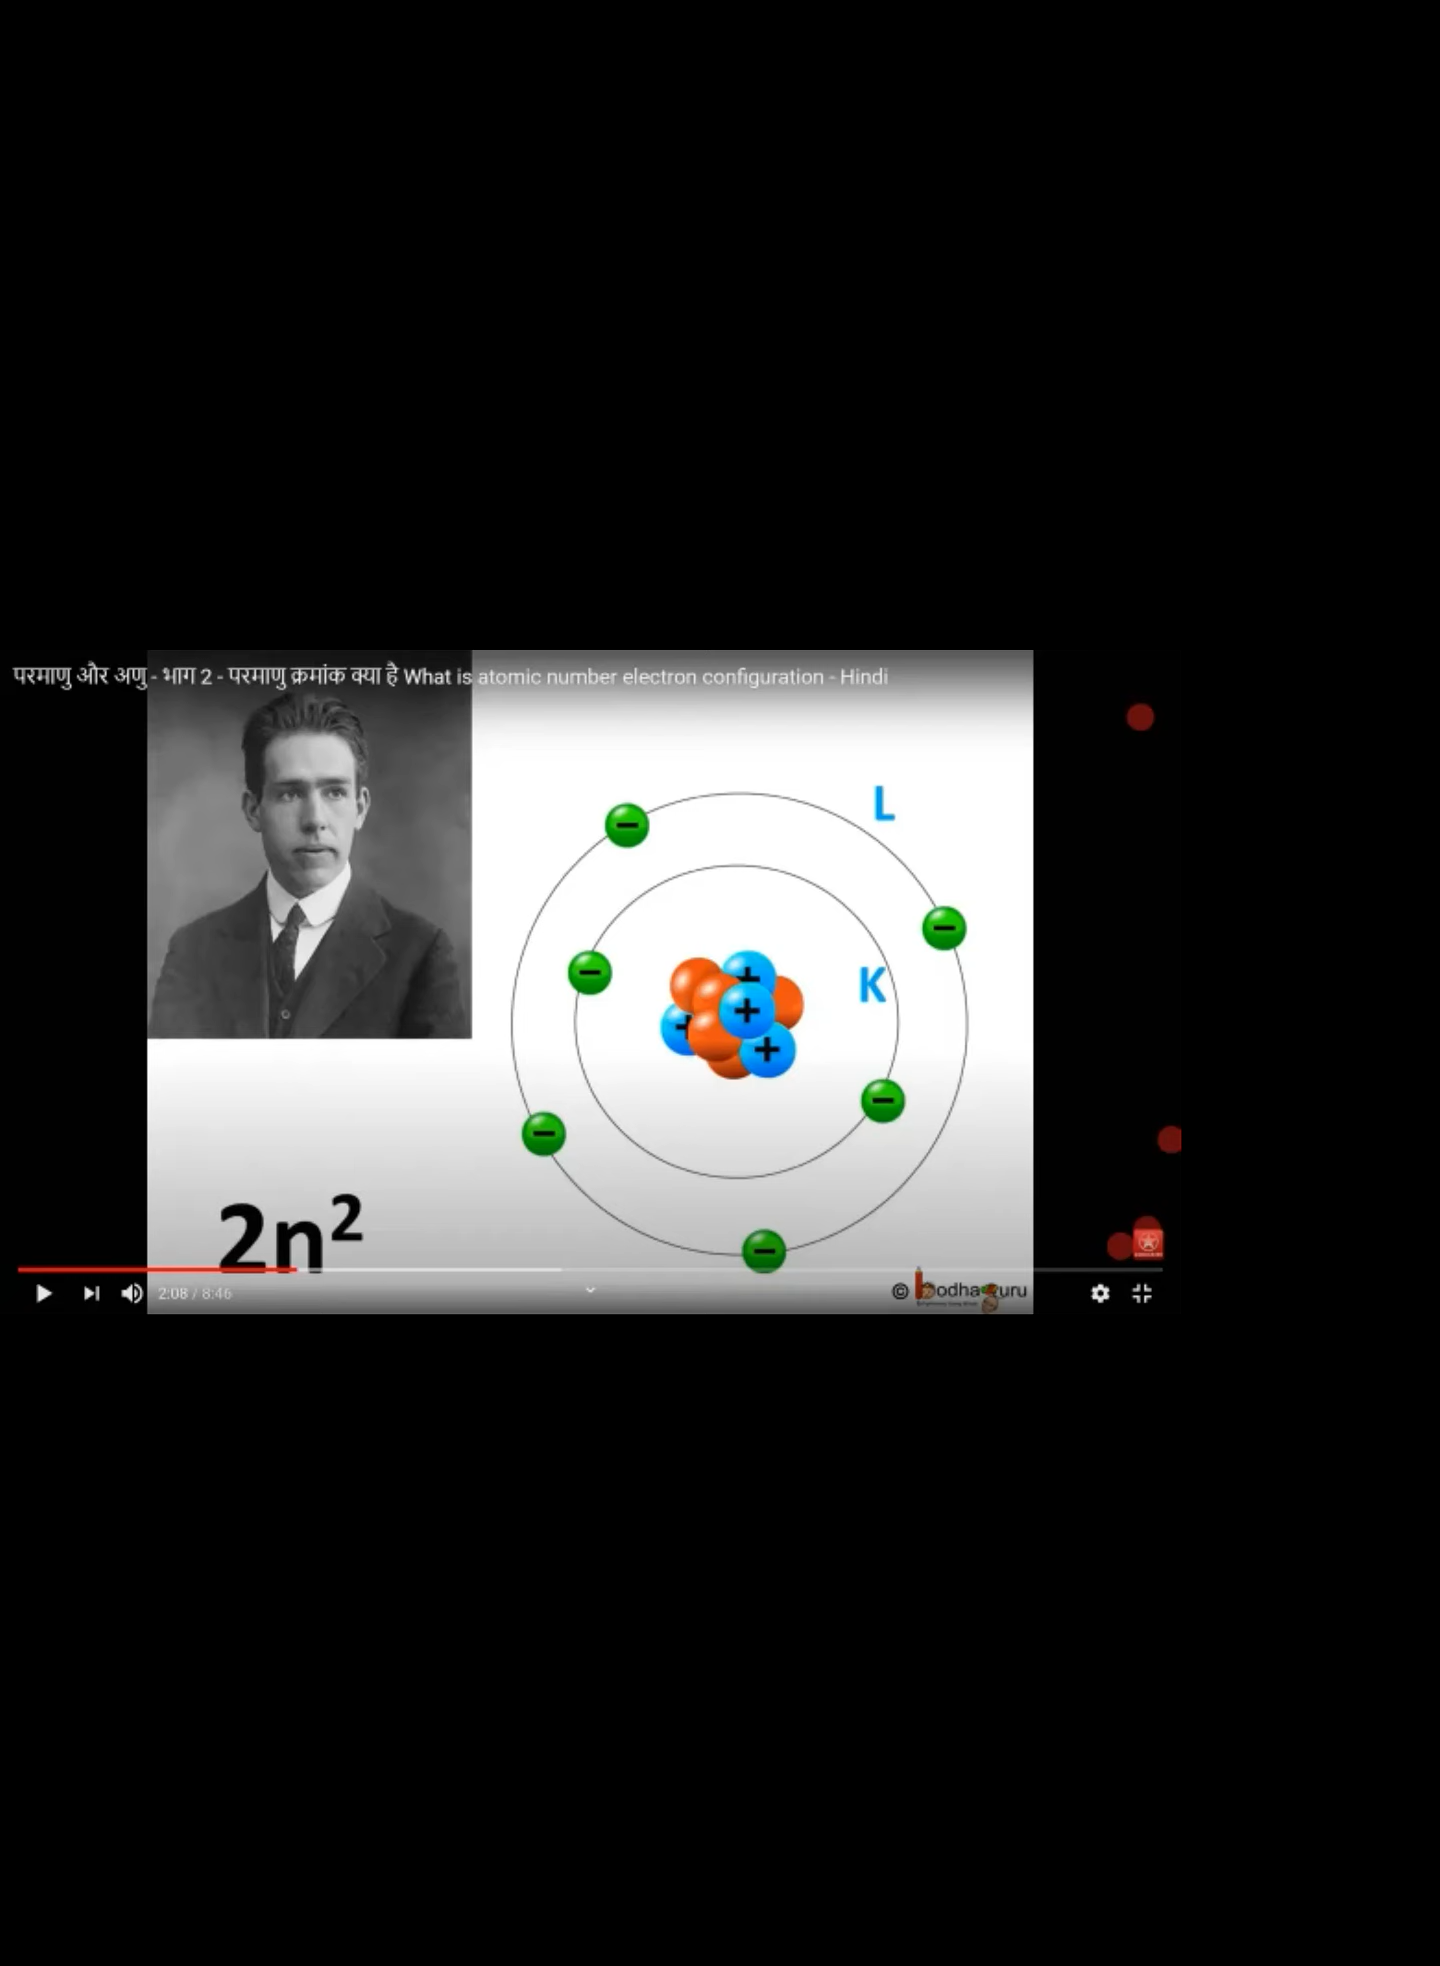 परमाणु और अणु - भाग 2 - परमाणु क्रमांक क्या है What is atomic number electron configuration - Hindi
L
K
2n²
2:08 / 8:46
© BodhaGuru